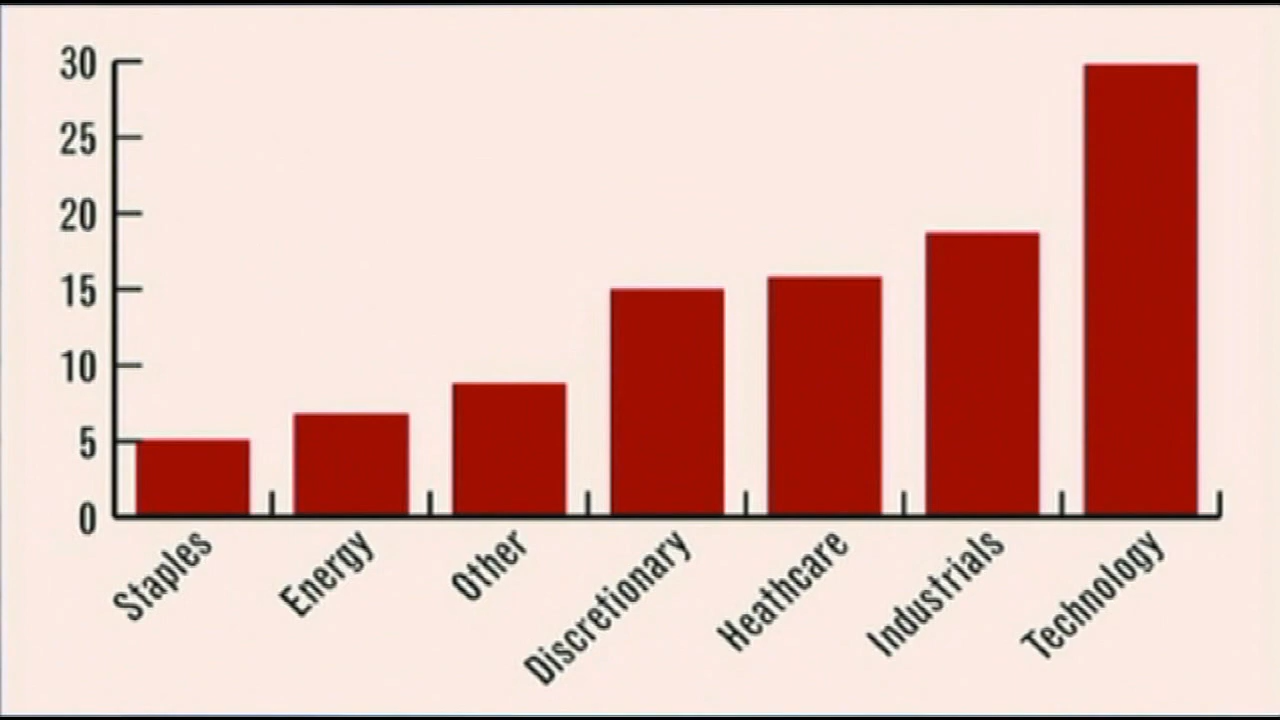 30
25
20
15
10
5
0
Staples
Energy
Other
Discretionary
Heathcare
Industrials
Technology